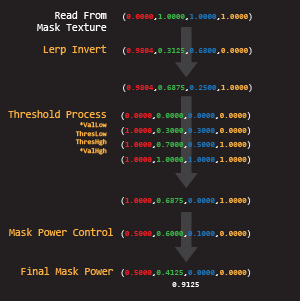 Read From (0.0000,1.0000,1.0000,1.0000)
Mask Texture
Lerp Invert (0.9804,0.3125,0.6800,0.0000)
(0.9804,0.6875,0.2500,1.0000)
Threshold Process (0.0000,0.0000,0.0000,0.0000)
*ValLow (1.0000,0.3000,0.3000,0.0000)
ThresLow
ThresHigh (1.0000,0.7000,0.5000,1.0000)
*ValHgh (1.0000,1.0000,1.0000,1.0000)
(1.0000,0.6875,0.0000,1.0000)
Mask Power Control (0.5000,0.6000,0.1000,0.0000)
Final Mask Power (0.5000,0.4125,0.0000,0.0000)
0.9125